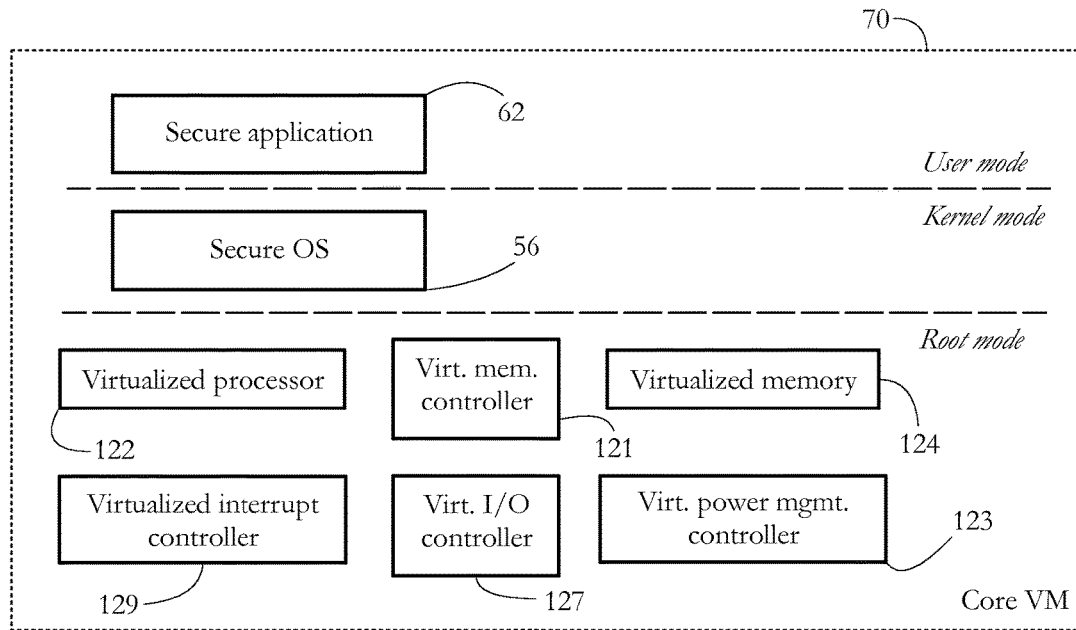 70
Secure application
62
User mode
Kernel mode
Secure OS
56
Root mode
Virtualized processor
Virt. mem.
controller
Virtualized memory
122
121
124
Virtualized interrupt
controller
Virt. I/O
controller
Virt. power mgmt.
controller
123
129
127
Core VM